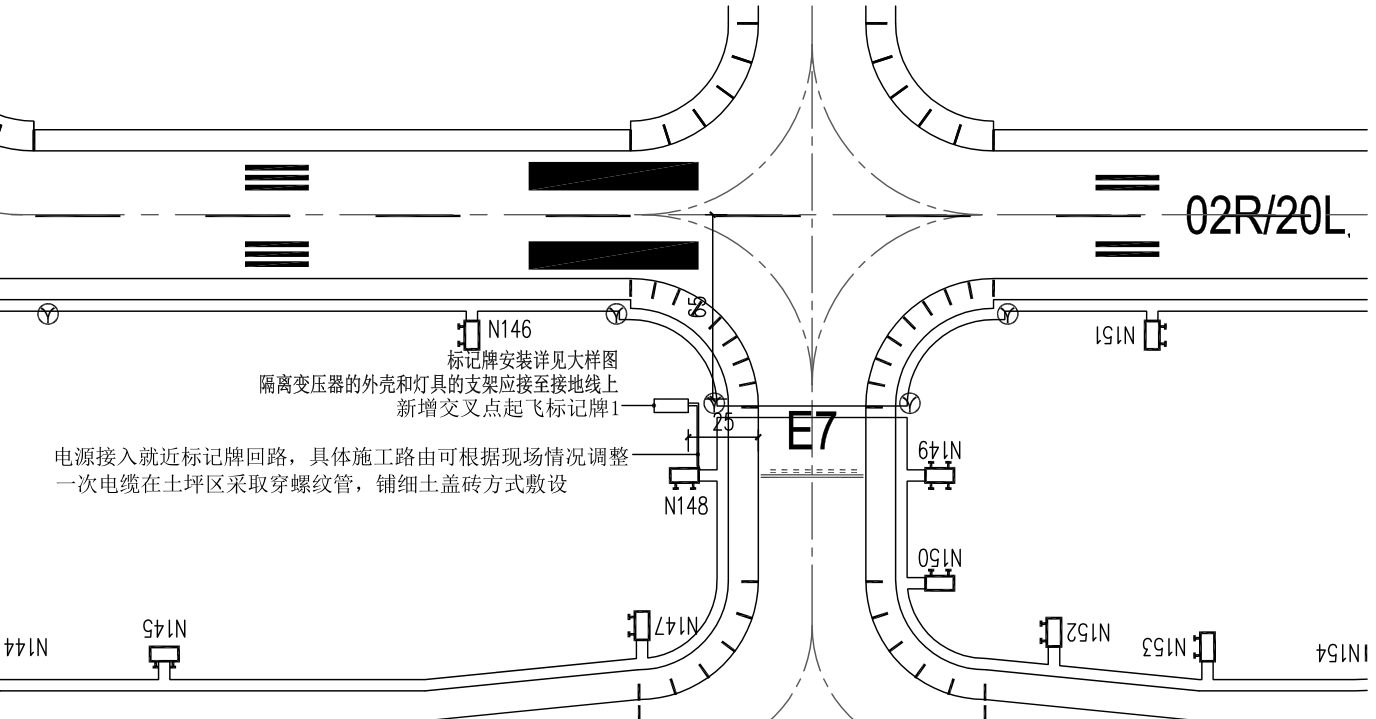 02R/20L
65
N146
N151
标记牌安装详见大样图
隔离变压器的外壳和灯具的支架应接至接地线上
新增交叉点起飞标记牌1
25
E7
电源接入就近标记牌回路，具体施工路由可根据现场情况调整
一次电缆在土坪区采取穿螺纹管，铺细土盖砖方式敷设
N149
N148
N150
N144
N145
N147
N152
N153
N154